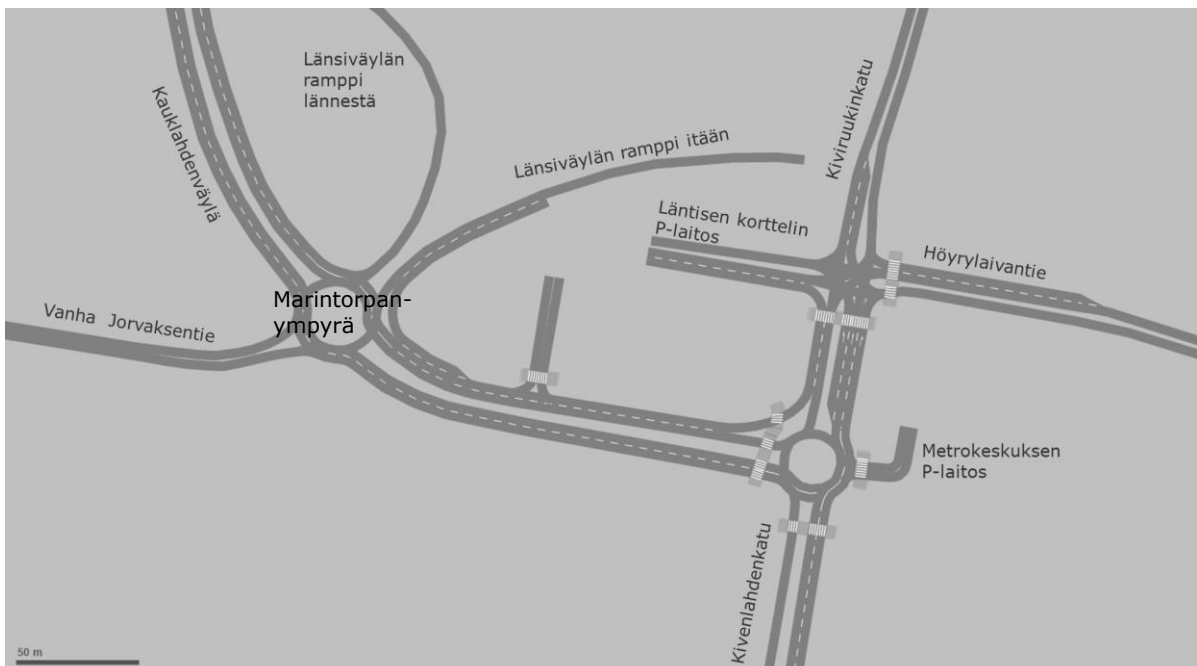 Länsiväylän
ramppi
lännestä
Kauklahdenväylä
Länsiväylän ramppi itään
Kiviruukinkatu
Läntisen korttelin
P-laitos
Höyrylaivantie
Vanha Jorvaksentie
Marintorpan-
ympyrä
Metrokeskuksen
P-laitos
Kivenlahdenkatu
50 m